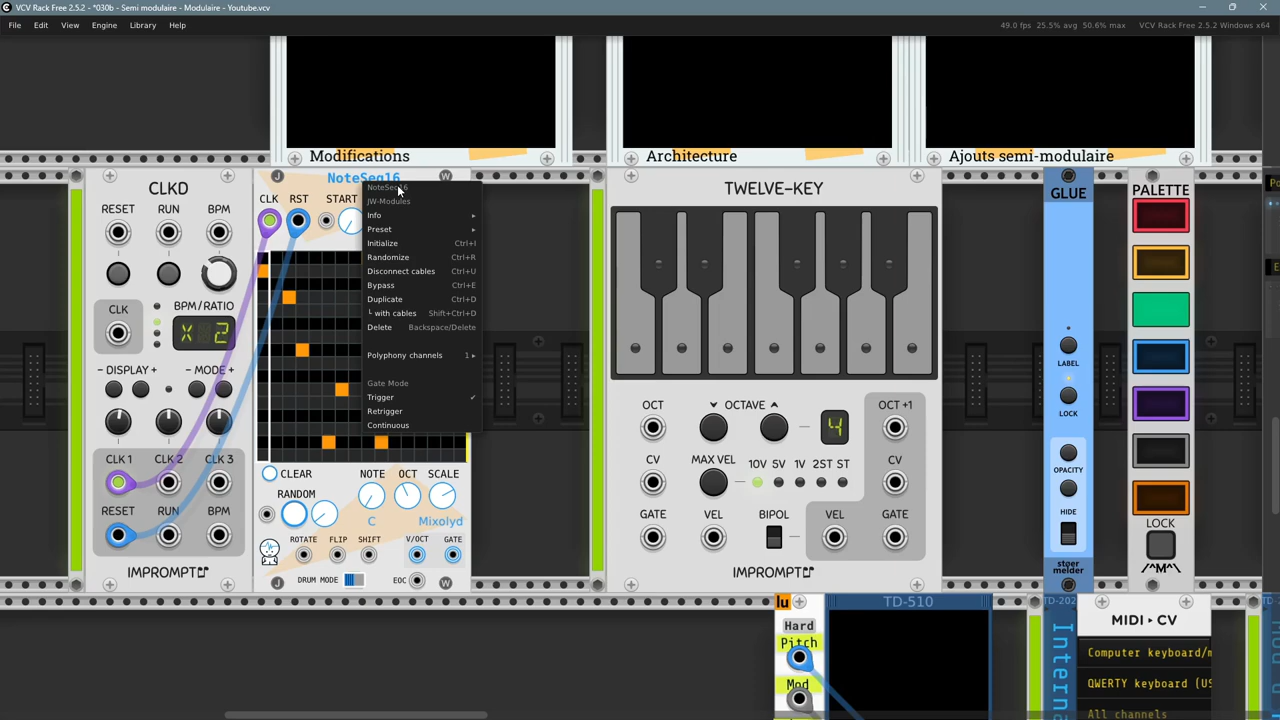 VCV Rack Free 2.5.2 - *030b - Semi modulaire - Modulaire - Youtube.vcv
File Edit View Engine Library Help
49.0 fps 25.5% avg 50.6% max VCV Rack Free 2.5.2 Windows x64
Modifications
Architecture
Ajouts semi-modulaire
CLKD
RESET RUN BPM
CLK
BPM/RATIO
X 2
- DISPLAY +
- MODE +
CLK 1 CLK 2 CLK 3
RESET RUN BPM
IMPROMPTU
J
NoteSeq16
W
CLK RST START
NoteSeq16
JW-Modules
Info
Preset
Initialize Ctrl+I
Randomize Ctrl+R
Disconnect cables Ctrl+U
Bypass Ctrl+E
Duplicate Ctrl+D
└ with cables Shift+Ctrl+D
Delete Backspace/Delete
Polyphony channels 1
Gate Mode
Trigger ✔
Retrigger
Continuous
CLEAR NOTE OCT SCALE
RANDOM
C Mixolyd
ROTATE FLIP SHIFT V/OCT GATE
J DRUM MODE EOC W
TWELVE-KEY
OCT OCTAVE 4 OCT +1
CV MAX VEL 10V 5V 1V 2ST ST CV
GATE VEL BIPOL VEL GATE
IMPROMPTU
GLUE
LABEL
LOCK
OPACITY
HIDE
stoermelder
PALETTE
LOCK
lu
Hard
Pitch
Mod
TD-510
TD-202
Intern
MIDI▸CV
Computer keyboard/m
QWERTY keyboard (US
All channels